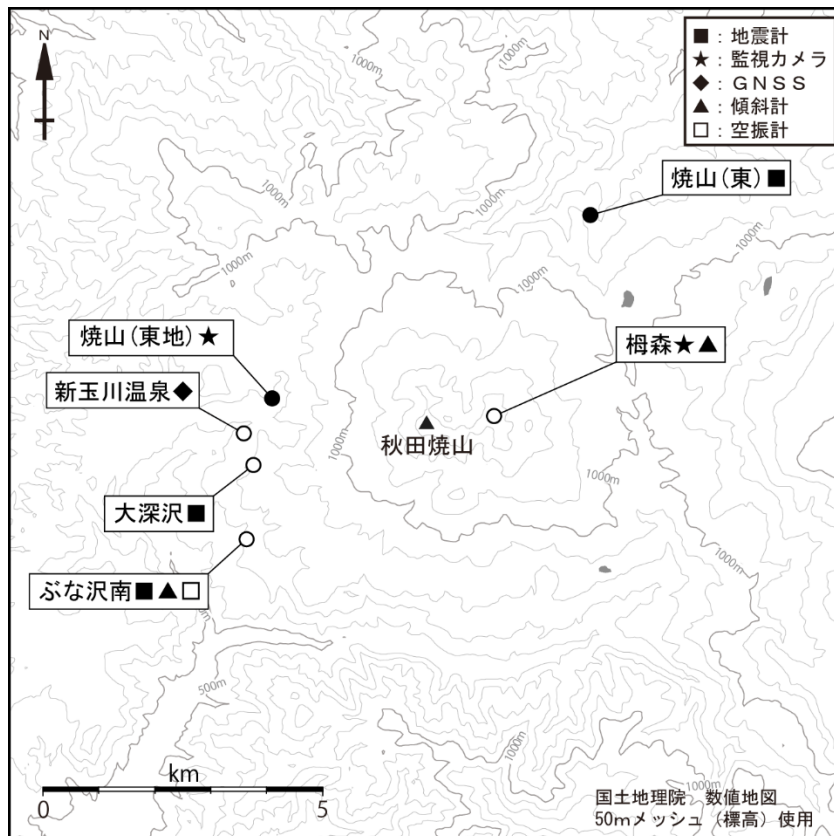 N
■：地震計
★：監視カメラ
◆：ＧＮＳＳ
▲：傾斜計
□：空振計
1000m
1000m
1000m
1000m
焼山(東)■
1000m
1000m
焼山(東地)★
栂森★▲
新玉川温泉◆
1000m
1000m
秋田焼山
1000m
大深沢■
1000m
ぶな沢南■▲□
500m
1000m
1000m
km
0
5
国土地理院　数値地図
50mメッシュ（標高）使用